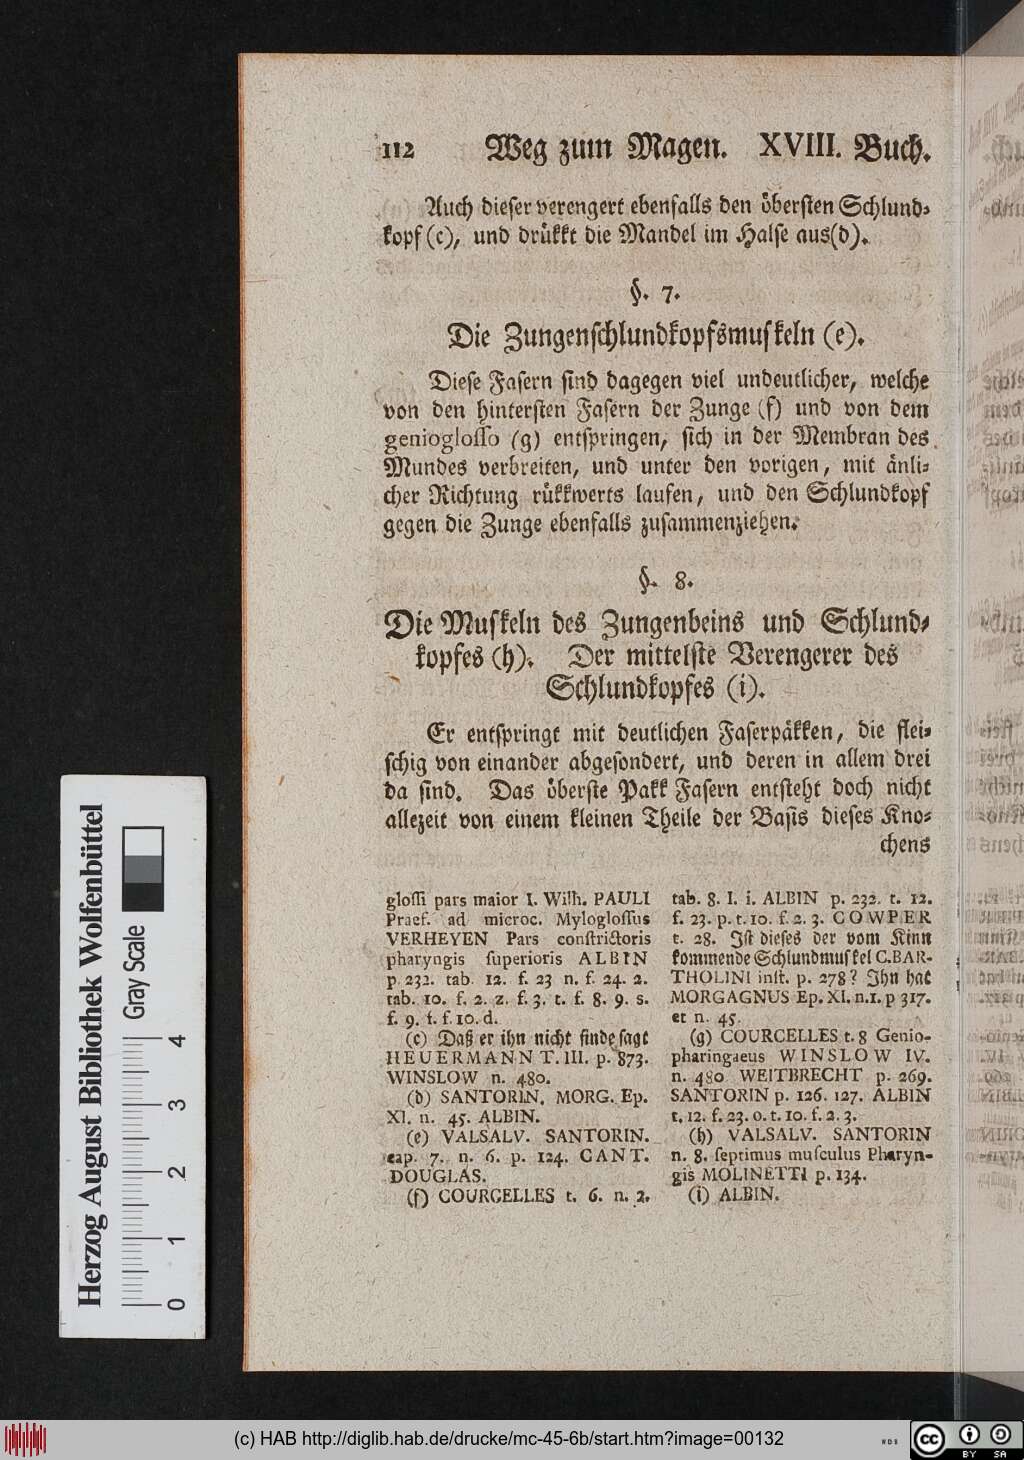 112 Weg zum Magen. XVIII. Buch.
Auch dieser verengert ebenfalls den öbersten Schlund-
kopf (c), und drükkt die Mandel im Halse aus (d).
§. 7.
Die Zungenschlundkopfsmuskeln (e).
Diese Fasern sind dagegen viel undeutlicher, welche
von den hintersten Fasern der Zunge (f) und von dem
genioglosso (g) entspringen, sich in der Membran des
Mundes verbreiten, und unter den vorigen, mit änli-
cher Richtung rükkwerts laufen, und den Schlundkopf
gegen die Zunge ebenfalls zusammenziehen.
§. 8.
Die Muskeln des Zungenbeins und Schlund-
kopfes (h). Der mittelste Verengerer des
Schlundkopfes (i).
Er entspringt mit deutlichen Faserpäkken, die flei-
schig von einander abgesondert, und deren in allem drei
da sind. Das öberste Pakk Fasern entsteht doch nicht
allezeit von einem kleinen Theile der Basis dieses Kno-
chens
glossi pars maior I. Wilh. PAULI
Praef. ad microc. Myloglossus
VERHEYEN Pars constrictoris
pharyngis superioris ALBIN
p. 232. tab. 12. f. 23 n. f. 24. 2.
tab. 10. f. 2. z. f. 3. t. f. 8. 9. s.
f. 9. t. f. 10. d.
(c) Daß er ihn nicht finde sagt
HEUERMANN T. III. p. 873.
WINSLOW n. 480.
(d) SANTORIN, MORG. Ep.
XI. n. 45. ALBIN.
(e) VALSALV. SANTORIN.
cap. 7. n. 6. p. 124. CANT.
DOUGLAS.
(f) COURCELLES t. 6. n. 2.
tab. 8. I. i. ALBIN p. 232. t. 12.
f. 23. p. t. 10. f. 2. 3. COWPER
t. 28. Ist dieses der vom Kinn
kommende Schlundmuskel C. BAR-
THOLINI inst. p. 278? Ihn hat
MORGAGNUS Ep. XI. n. 1. p 317.
et n. 45.
(g) COURCELLES t. 8 Genio-
pharingaeus WINSLOW IV.
n. 480 WEITBRECHT p. 269.
SANTORIN p. 126. 127. ALBIN
t. 12. f. 23. o. t. 10. f. 2. 3.
(h) VALSALV. SANTORIN
n. 8. septimus musculus Pharyn-
gis MOLINETTI p. 134.
(i) ALBIN.
Herzog August Bibliothek Wolfenbüttel
Gray Scale
0 1 2 3 4
(c) HAB http://diglib.hab.de/drucke/mc-45-6b/start.htm?image=00132
cc BY SA